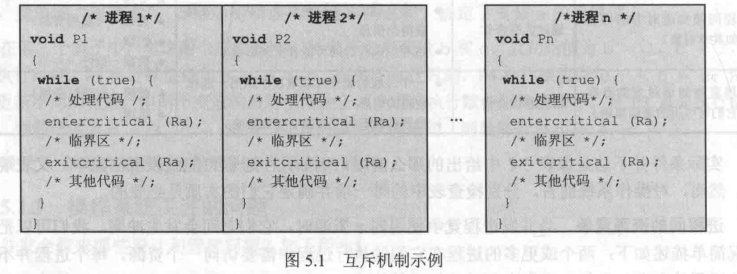 /* 进程 1*/
void P1
{
while (true) {
/* 处理代码 /;
entercritical (Ra);
/* 临界区 */;
exitcritical (Ra);
/* 其他代码 */;
}
}
/* 进程 2*/
void P2
{
while (true) {
/* 处理代码*/;
entercritical (Ra);
/* 临界区 */;
exitcritical (Ra);
/* 其他代码 */;
}
}
…
/*进程 n */
void Pn
{
while (true) {
/* 处理代码*/;
entercritical (Ra);
/* 临界区 */;
exitcritical (Ra);
/* 其他代码 */;
}
}
图 5.1 互斥机制示例